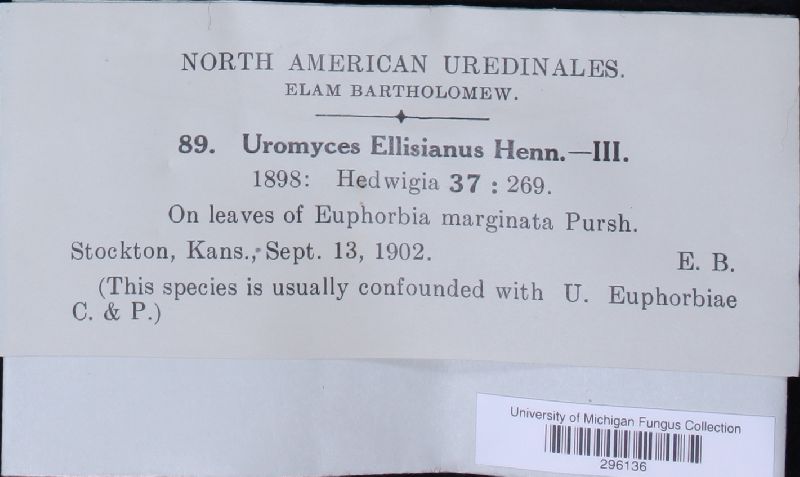 NORTH AMERICAN UREDINALES.
ELAM BARTHOLOMEW.
89. Uromyces Ellisianus Henn.—III.
1898: Hedwigia 37 : 269.
On leaves of Euphorbia marginata Pursh.
Stockton, Kans., Sept. 13, 1902. E. B.
(This species is usually confounded with U. Euphorbiae
C. & P.)
University of Michigan Fungus Collection
296136